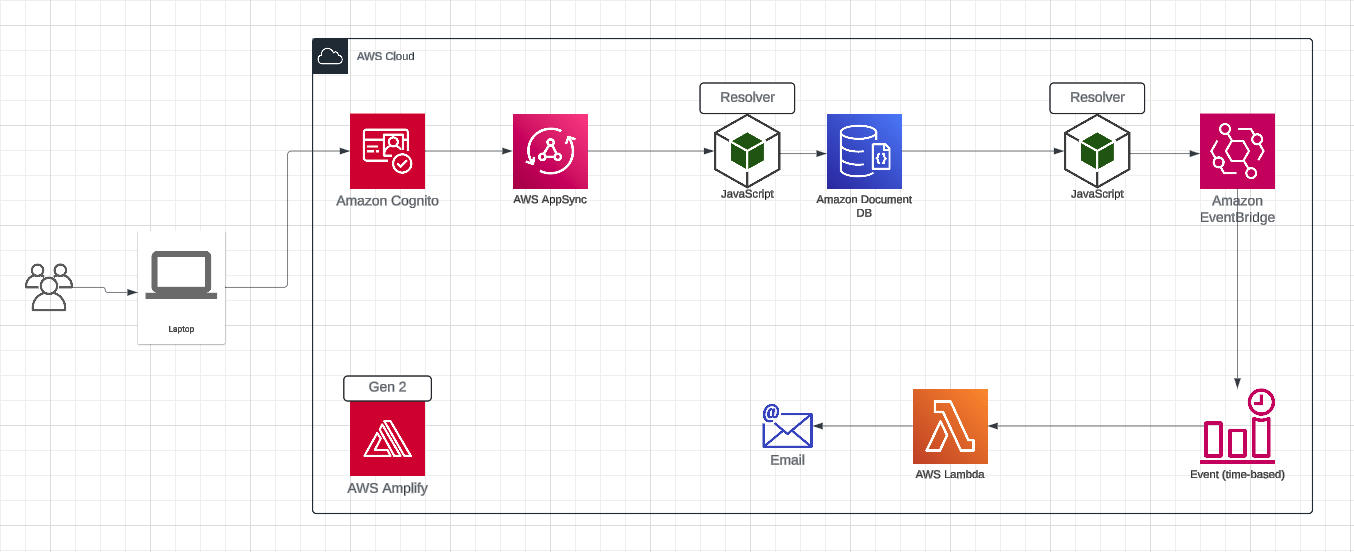 AWS Cloud
Resolver
Resolver
JavaScript
JavaScript
Amazon Cognito
AWS AppSync
Amazon Document
DB
Amazon
EventBridge
Laptop
Gen 2
AWS Amplify
@
Email
AWS Lambda
Event (time-based)